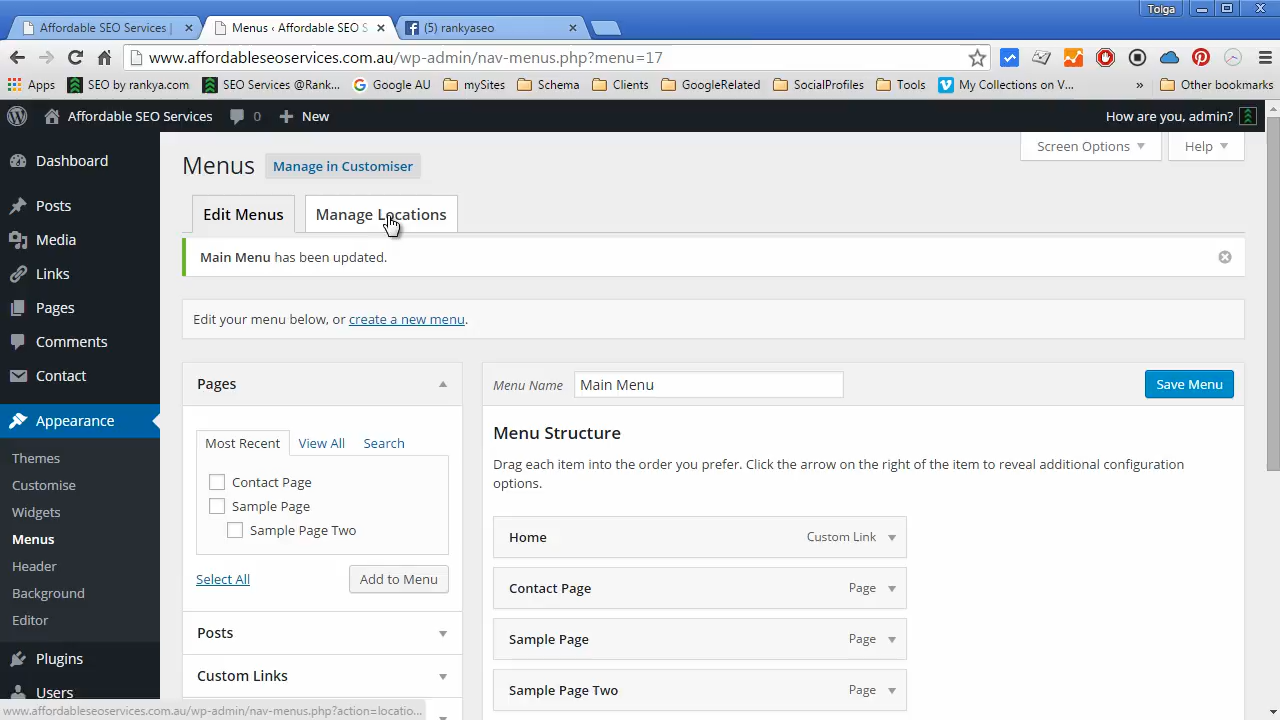 Tolga
Affordable SEO Services |
Menus ‹ Affordable SEO S
(5) rankyaseo
www.affordableseoservices.com.au/wp-admin/nav-menus.php?menu=17
Apps
SEO by rankya.com
SEOServices @Rank...
Google AU
mySites
Schema
Clients
GoogleRelated
SocialProfiles
Tools
My Collections on V...
»
Other bookmarks
Affordable SEO Services
0
New
How are you, admin?
Dashboard
Posts
Media
Links
Pages
Comments
Contact
Appearance
Themes
Customise
Widgets
Menus
Header
Background
Editor
Plugins
Users
Screen Options
Help
Menus
Manage in Customiser
Edit Menus
Manage Locations
Main Menu has been updated.
Edit your menu below, or create a new menu.
Pages
Most Recent
View All
Search
Contact Page
Sample Page
Sample Page Two
Select All
Add to Menu
Posts
Custom Links
Menu Name
Main Menu
Save Menu
Menu Structure
Drag each item into the order you prefer. Click the arrow on the right of the item to reveal additional configuration
options.
Home
Custom Link
Contact Page
Page
Sample Page
Page
Sample Page Two
Page
www.affordableseoservices.com.au/wp-admin/nav-menus.php?action=locatio...